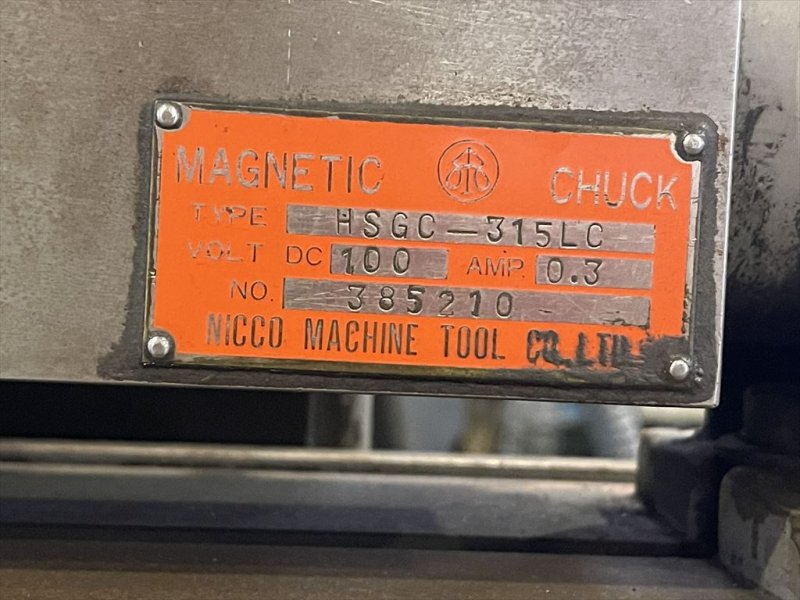 MAGNETIC CHUCK
TYPE HSGC-315LC
VOLT DC 100 AMP. 0.3
NO. 385210
NICCO MACHINE TOOL CO.,LTD.